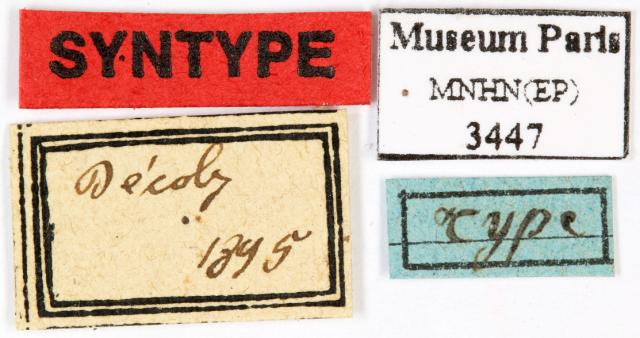 SYNTYPE
Museum Paris
MNHN(EP)
3447
Décoly
1895
Type